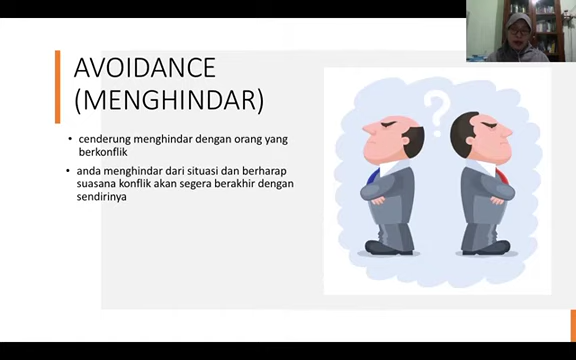 AVOIDANCE
(MENGHINDAR)
• cenderung menghindar dengan orang yang
berkonflik
• anda menghindar dari situasi dan berharap
suasana konflik akan segera berakhir dengan
sendirinya
?